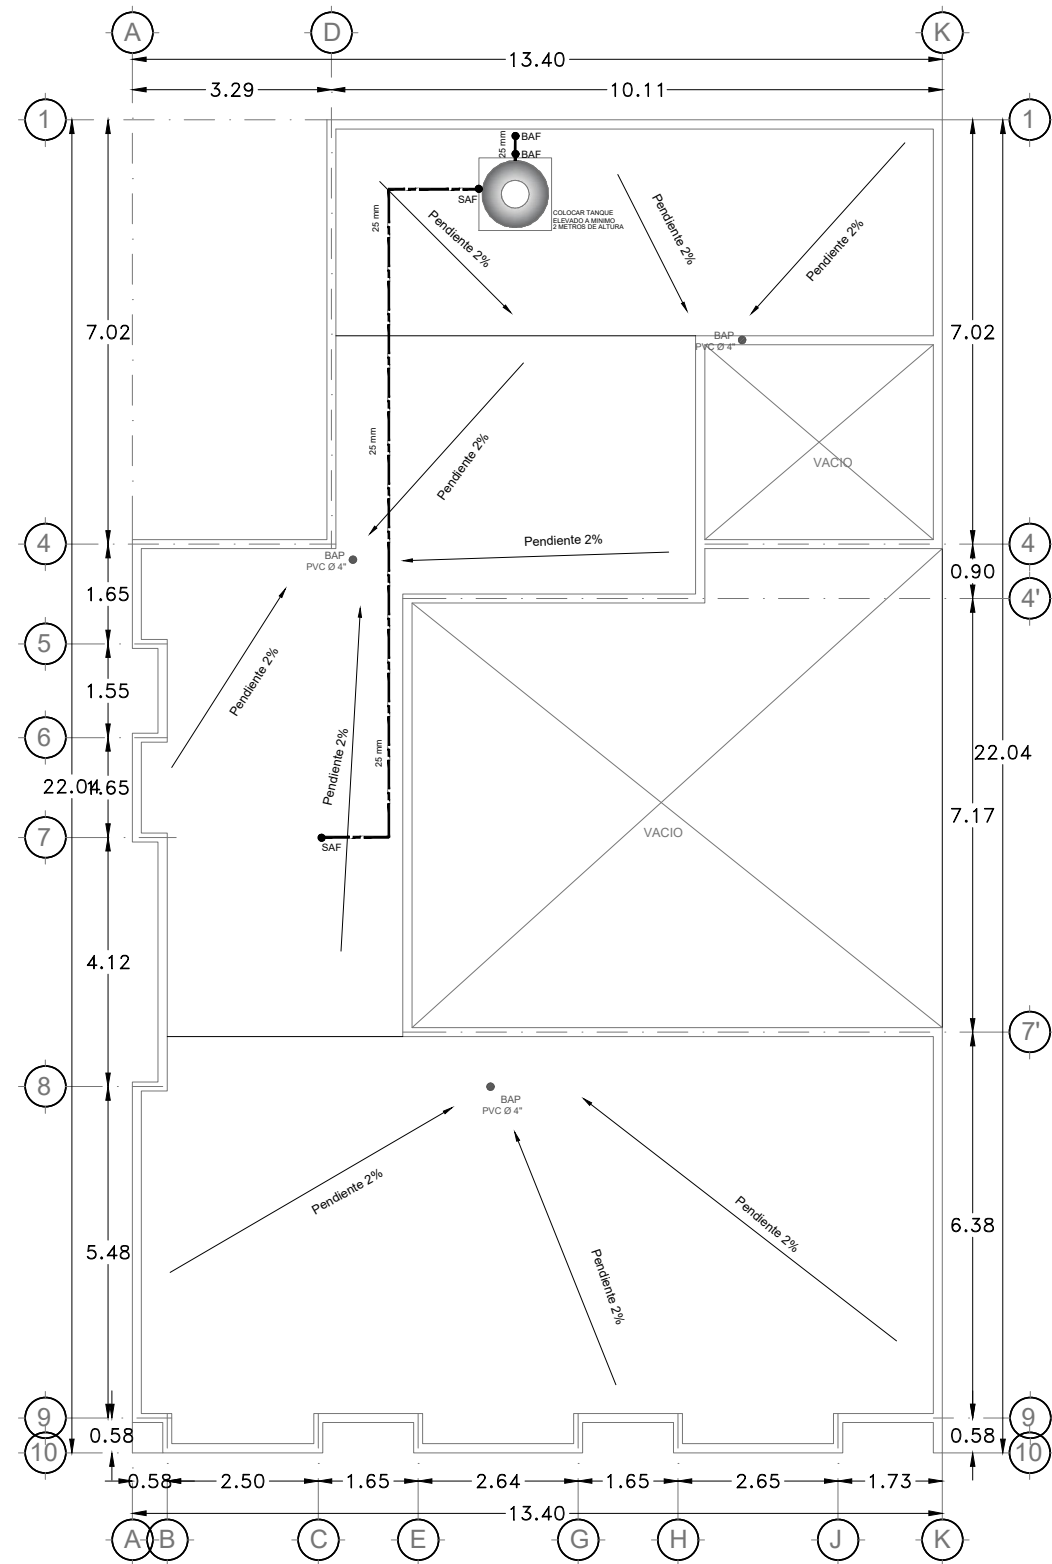 A
D
K
13.40
3.29
10.11
1
1
BAF
25 mm
BAF
SAF
COLOCAR TANQUE
ELEVADO A MINIMO
2 METROS DE ALTURA
25 mm
Pendiente 2%
Pendiente 2%
Pendiente 2%
7.02
7.02
BAP
PVC Ø 4"
25 mm
Pendiente 2%
VACIO
4
Pendiente 2%
4
BAP
PVC Ø 4"
0.90
1.65
4'
5
Pendiente 2%
1.55
6
25 mm
Pendiente 2%
22.04
22.04
1.65
7.17
7
SAF
VACIO
4.12
7'
8
BAP
PVC Ø 4"
Pendiente 2%
Pendiente 2%
Pendiente 2%
5.48
6.38
9
9
0.58
0.58
10
10
0.58
2.50
1.65
2.64
1.65
2.65
1.73
13.40
A
B
C
E
G
H
J
K